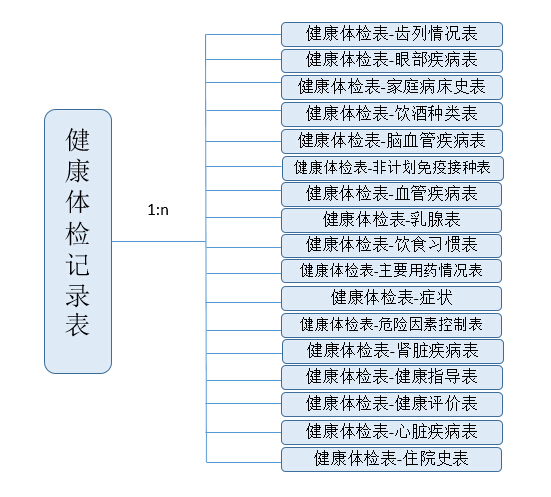 健康体检记录表
1:n
健康体检表-齿列情况表
健康体检表-眼部疾病表
健康体检表-家庭病床史表
健康体检表-饮酒种类表
健康体检表-脑血管疾病表
健康体检表-非计划免疫接种表
健康体检表-血管疾病表
健康体检表-乳腺表
健康体检表-饮食习惯表
健康体检表-主要用药情况表
健康体检表-症状
健康体检表-危险因素控制表
健康体检表-肾脏疾病表
健康体检表-健康指导表
健康体检表-健康评价表
健康体检表-心脏疾病表
健康体检表-住院史表